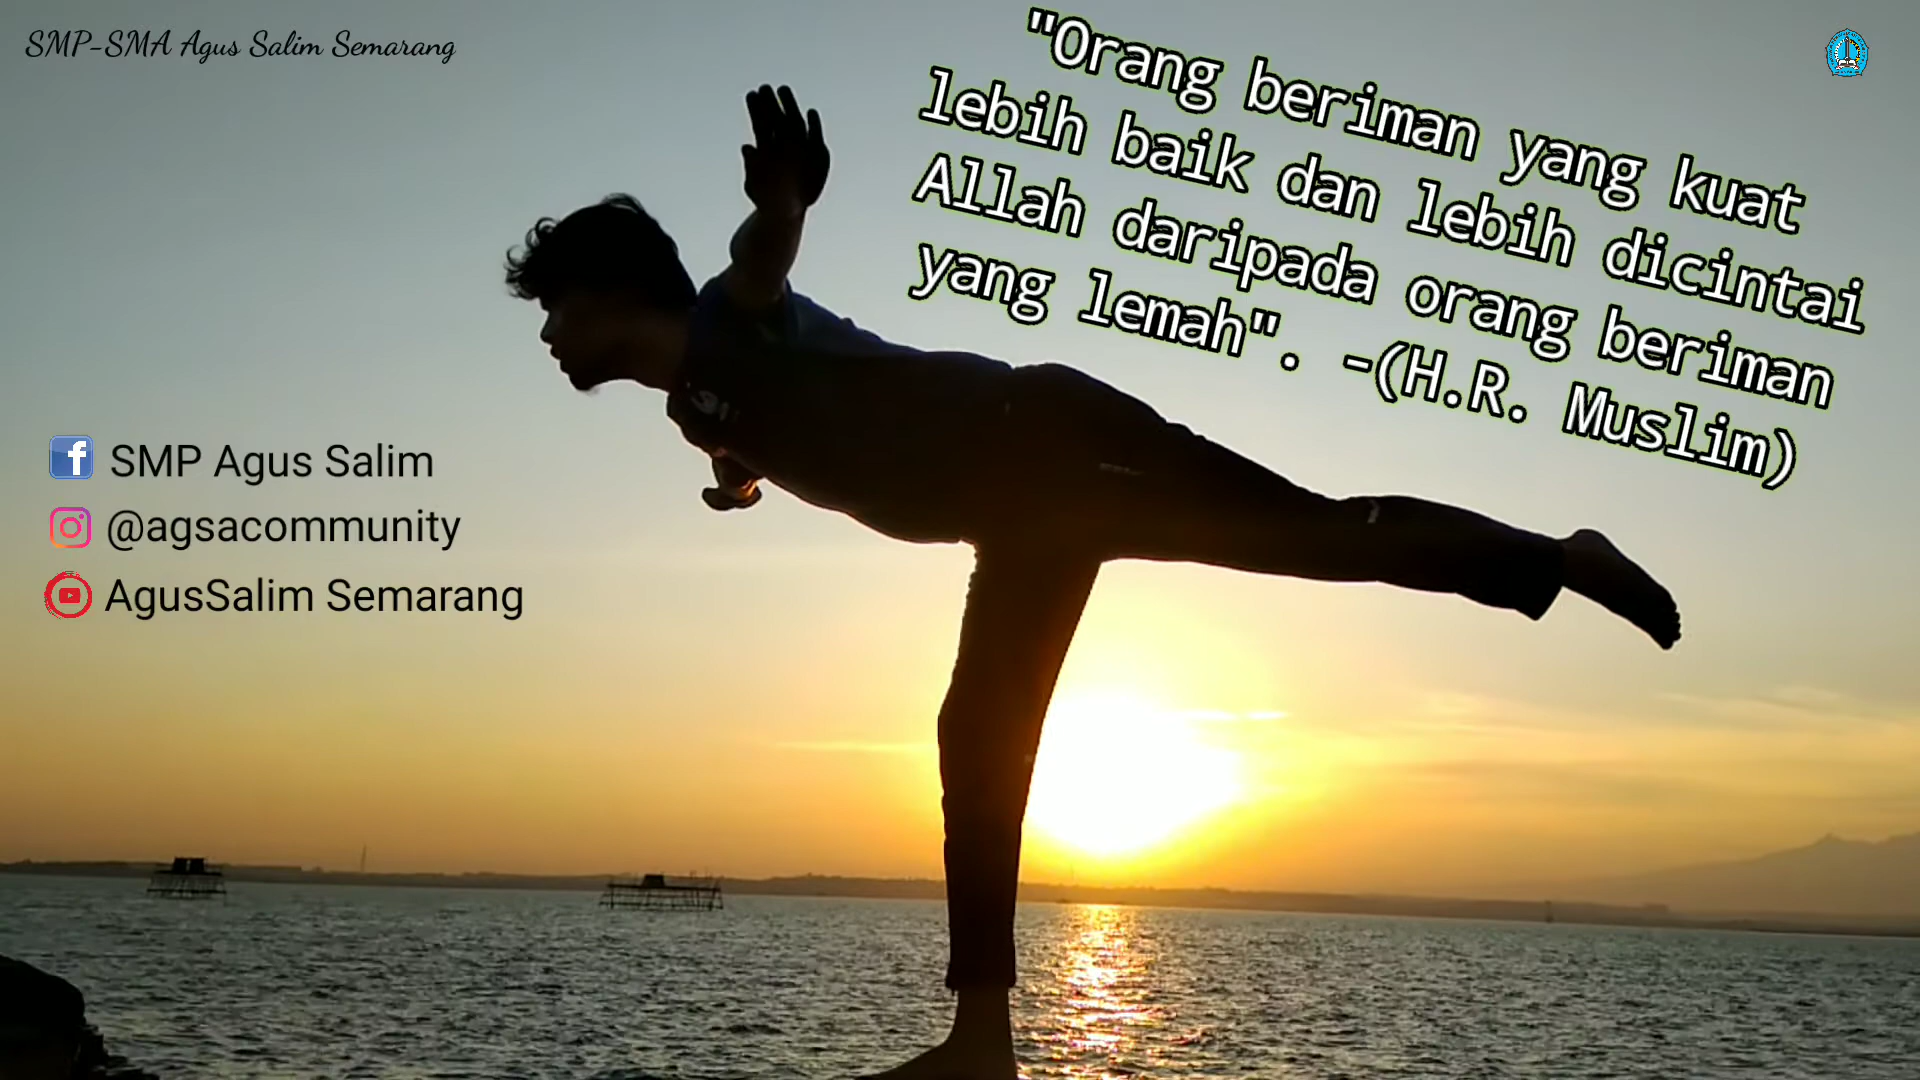 SMP-SMA Agus Salim Semarang
"Orang beriman yang kuat
lebih baik dan lebih dicintai
Allah daripada orang beriman
yang lemah". -(H.R. Muslim)
SMP Agus Salim
@agsacommunity
AgusSalim Semarang